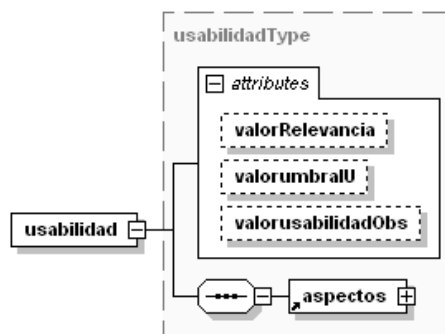 usabilidadType
attributes
valorRelevancia
valorumbralU
valorusabilidadObs
usabilidad
aspectos